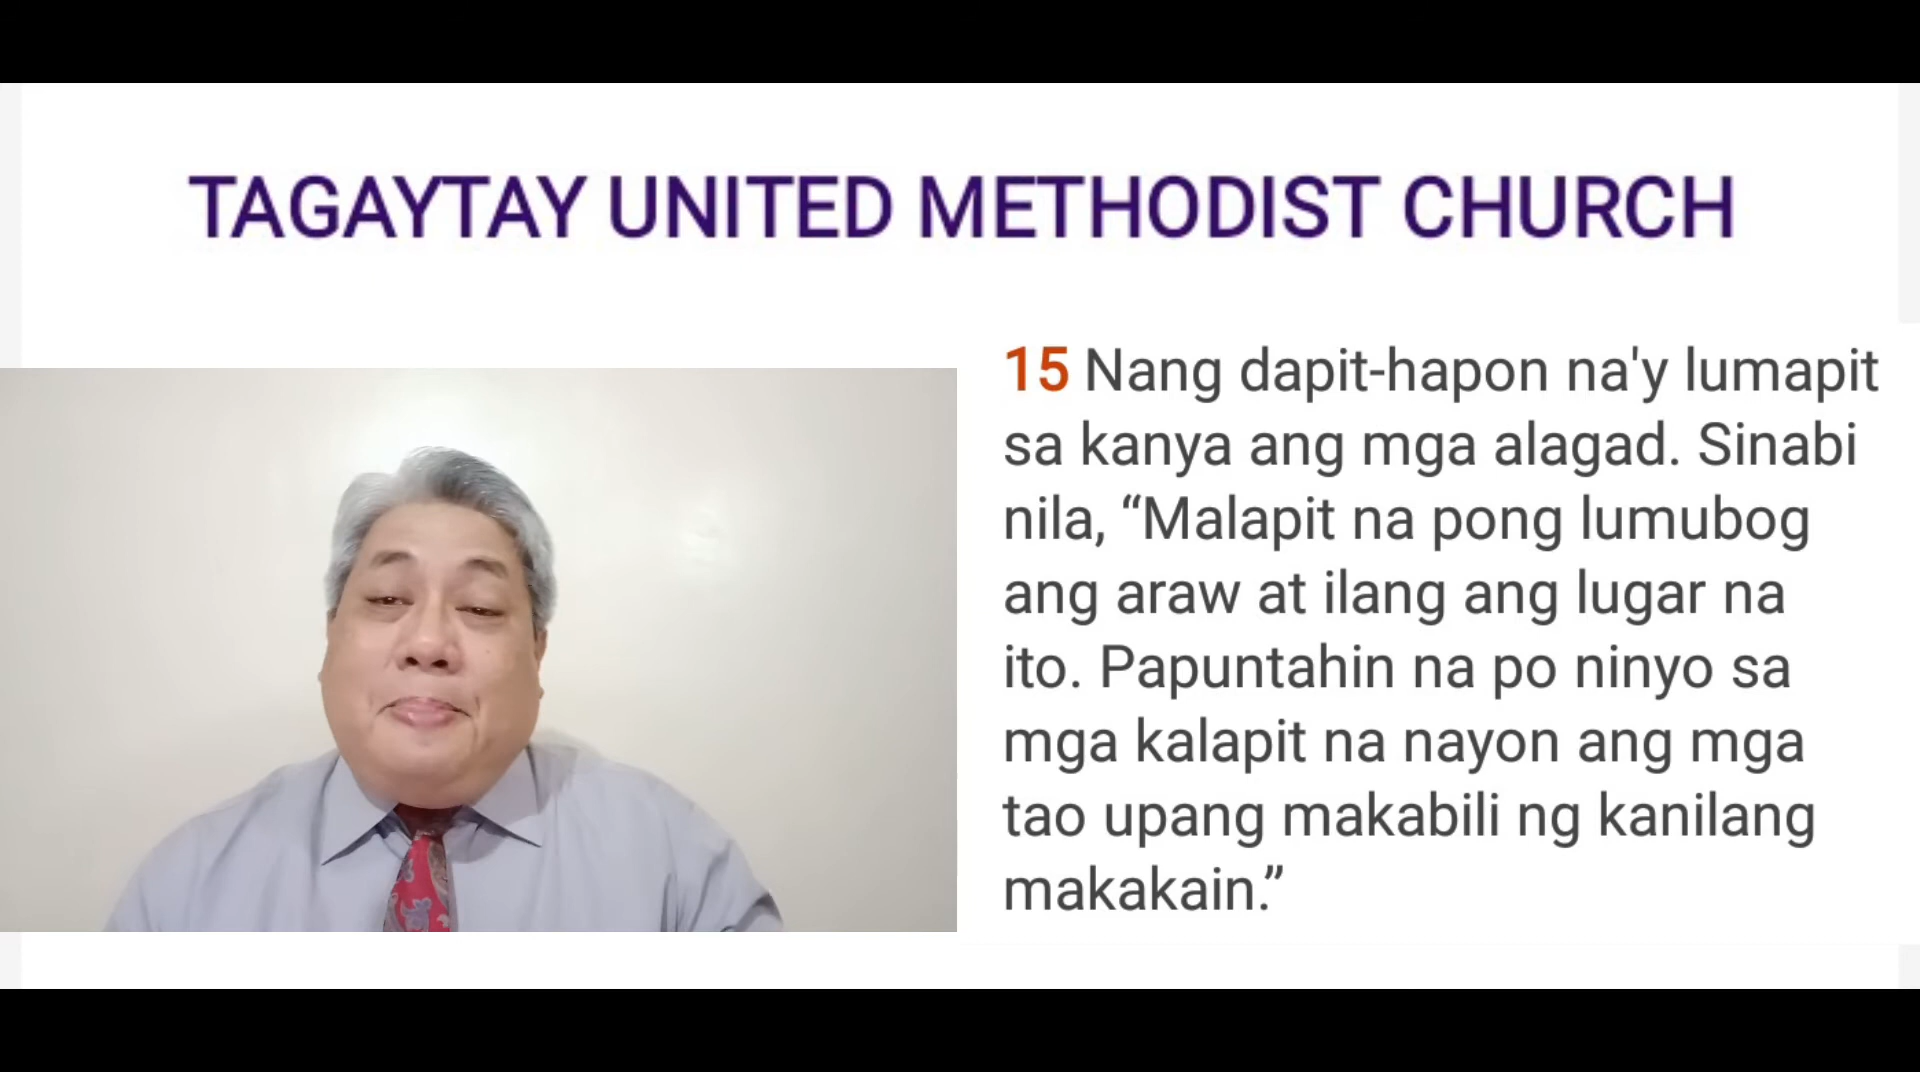 TAGAYTAY UNITED METHODIST CHURCH
15 Nang dapit-hapon na'y lumapit
sa kanya ang mga alagad. Sinabi
nila, “Malapit na pong lumubog
ang araw at ilang ang lugar na
ito. Papuntahin na po ninyo sa
mga kalapit na nayon ang mga
tao upang makabili ng kanilang
makakain.”